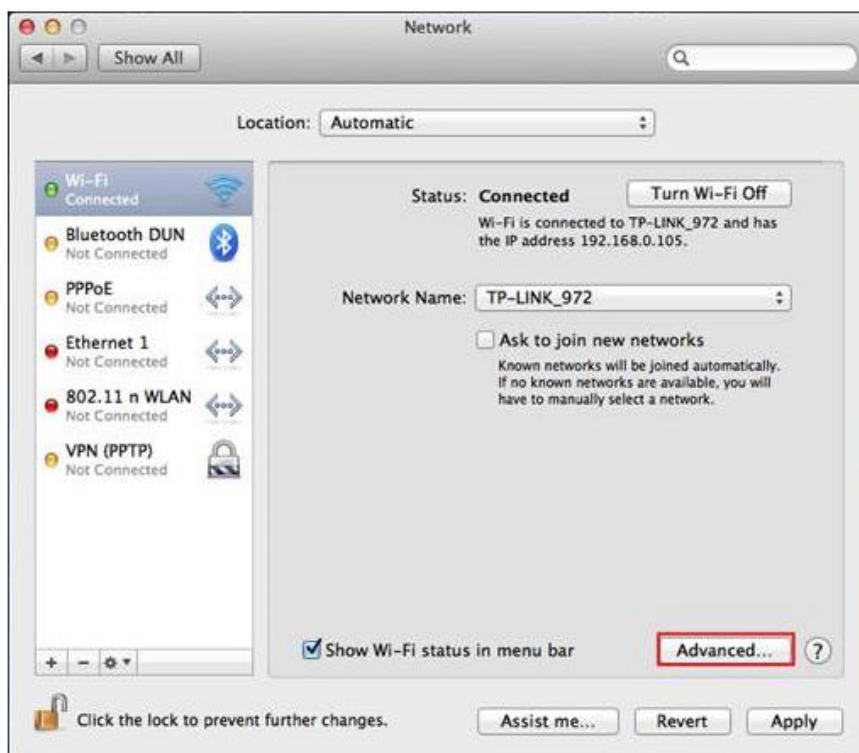 Network
Show All
Location: Automatic
Wi-Fi
Connected
Bluetooth DUN
Not Connected
PPPoE
Not Connected
Ethernet 1
Not Connected
802.11 n WLAN
Not Connected
VPN (PPTP)
Not Connected
Status: Connected
Turn Wi-Fi Off
Wi-Fi is connected to TP-LINK_972 and has
the IP address 192.168.0.105.
Network Name: TP-LINK_972
Ask to join new networks
Known networks will be joined automatically.
If no known networks are available, you will
have to manually select a network.
+ -
Show Wi-Fi status in menu bar
Advanced... ?
Click the lock to prevent further changes.
Assist me... Revert Apply